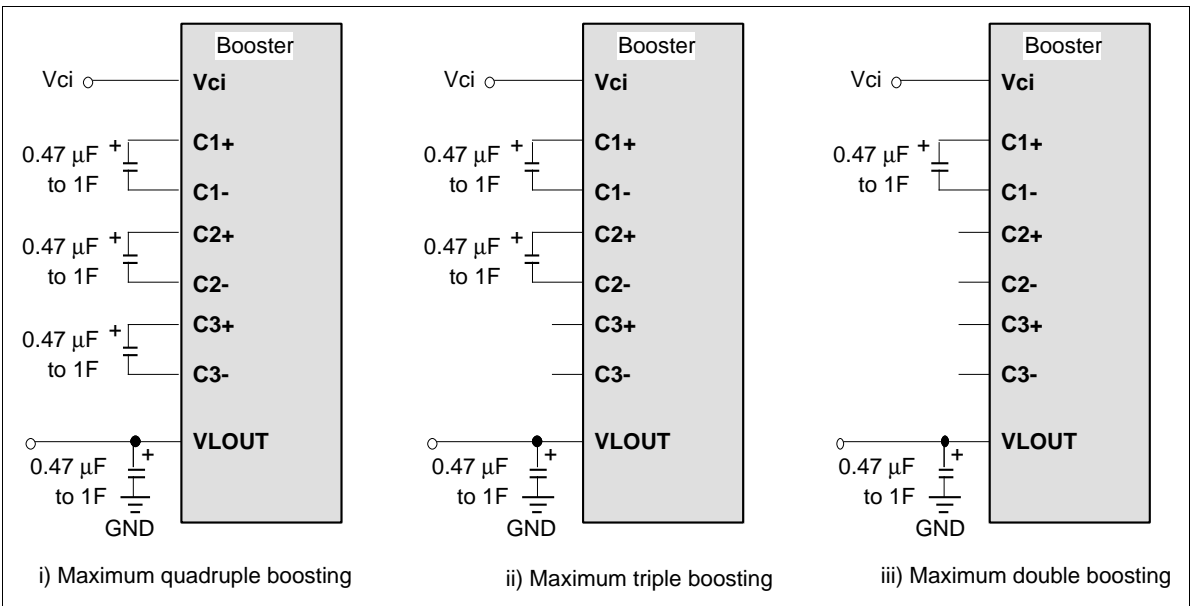 Booster
Vci
Vci
C1+
+
0.47 μF
to 1F
C1-
C2+
+
0.47 μF
to 1F
C2-
C3+
+
0.47 μF
to 1F
C3-
VLOUT
+
0.47 μF
to 1F
GND
i) Maximum quadruple boosting
Booster
Vci
Vci
C1+
+
0.47 μF
to 1F
C1-
C2+
+
0.47 μF
to 1F
C2-
C3+
C3-
VLOUT
+
0.47 μF
to 1F
GND
ii) Maximum triple boosting
Booster
Vci
Vci
C1+
+
0.47 μF
to 1F
C1-
C2+
C2-
C3+
C3-
VLOUT
+
0.47 μF
to 1F
GND
iii) Maximum double boosting